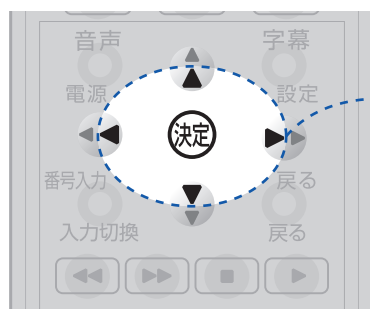 音声 字幕
電源 設定
決定
番号入力 戻る
入力切換 戻る